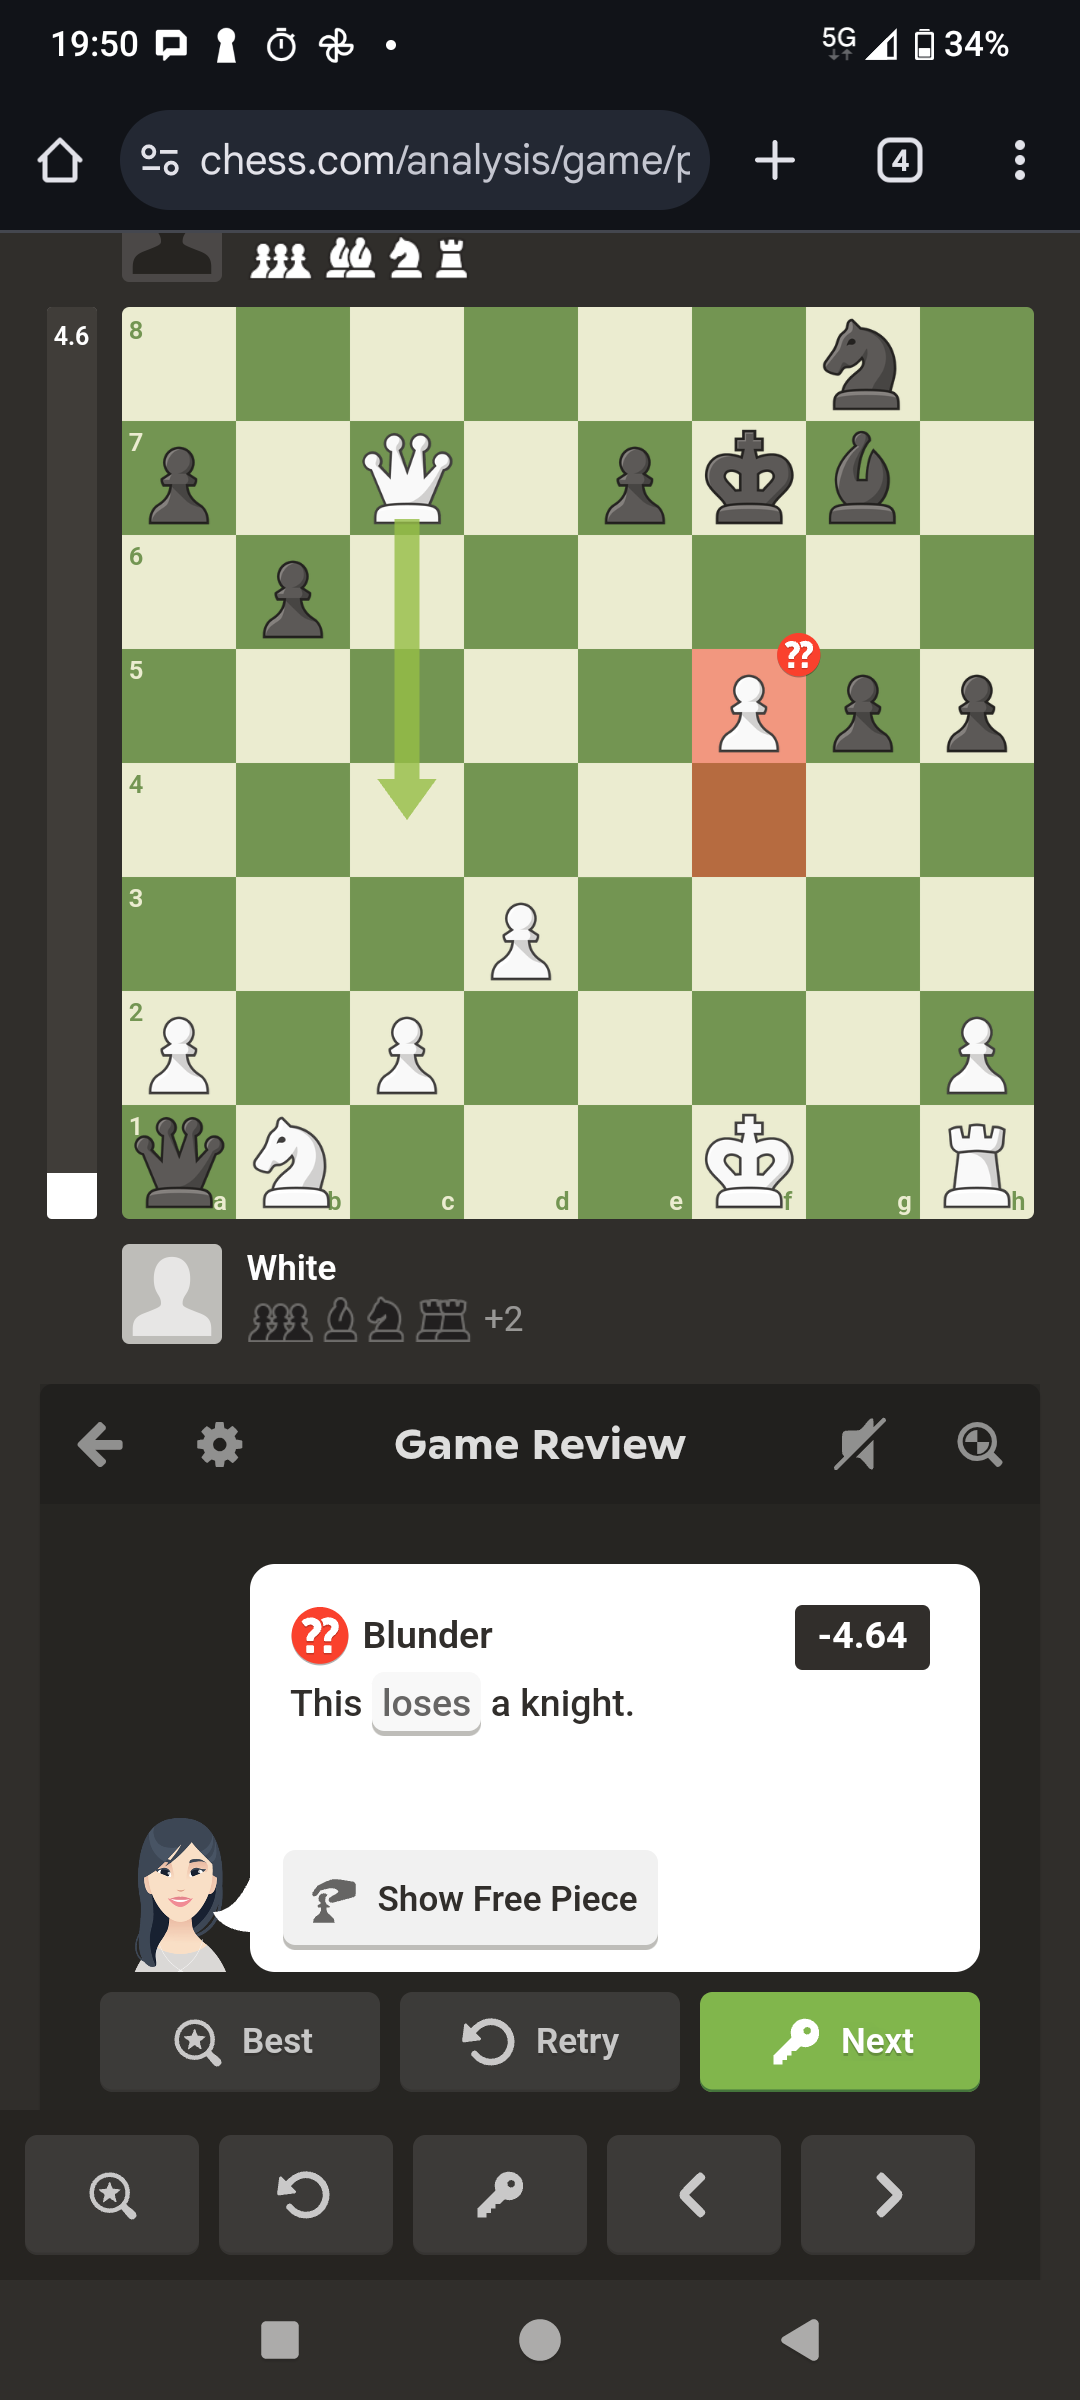 19:50
5G
34%
chess.com/analysis/game/p
4
4.6
8
7
6
5
??
4
3
2
1
a b c d e f g h
White
+2
Game Review
?? Blunder
-4.64
This loses a knight.
Show Free Piece
Best
Retry
Next